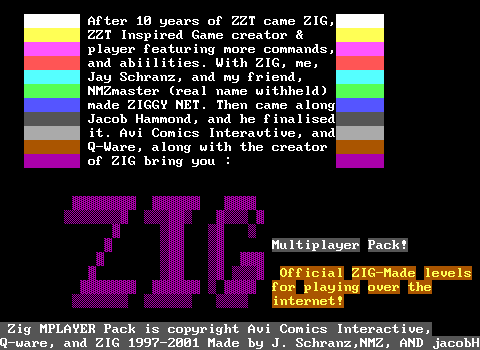 After 10 years of ZZT came ZIG,
ZZT Inspired Game creator &
player featuring more commands,
and abiilities. With ZIG, me,
Jay Schranz, and my friend,
NMZmaster (real name withheld)
made ZIGGY NET. Then came along
Jacob Hammond, and he finalised
it. Avi Comics Interavtive, and
Q-Ware, along with the creator
of ZIG bring you :
ZIG
Multiplayer Pack!
Official ZIG-Made levels
for playing over the
internet!
Zig MPLAYER Pack is copyright Avi Comics Interactive,
Q-ware, and ZIG 1997-2001 Made by J. Schranz,NMZ, AND jacobH